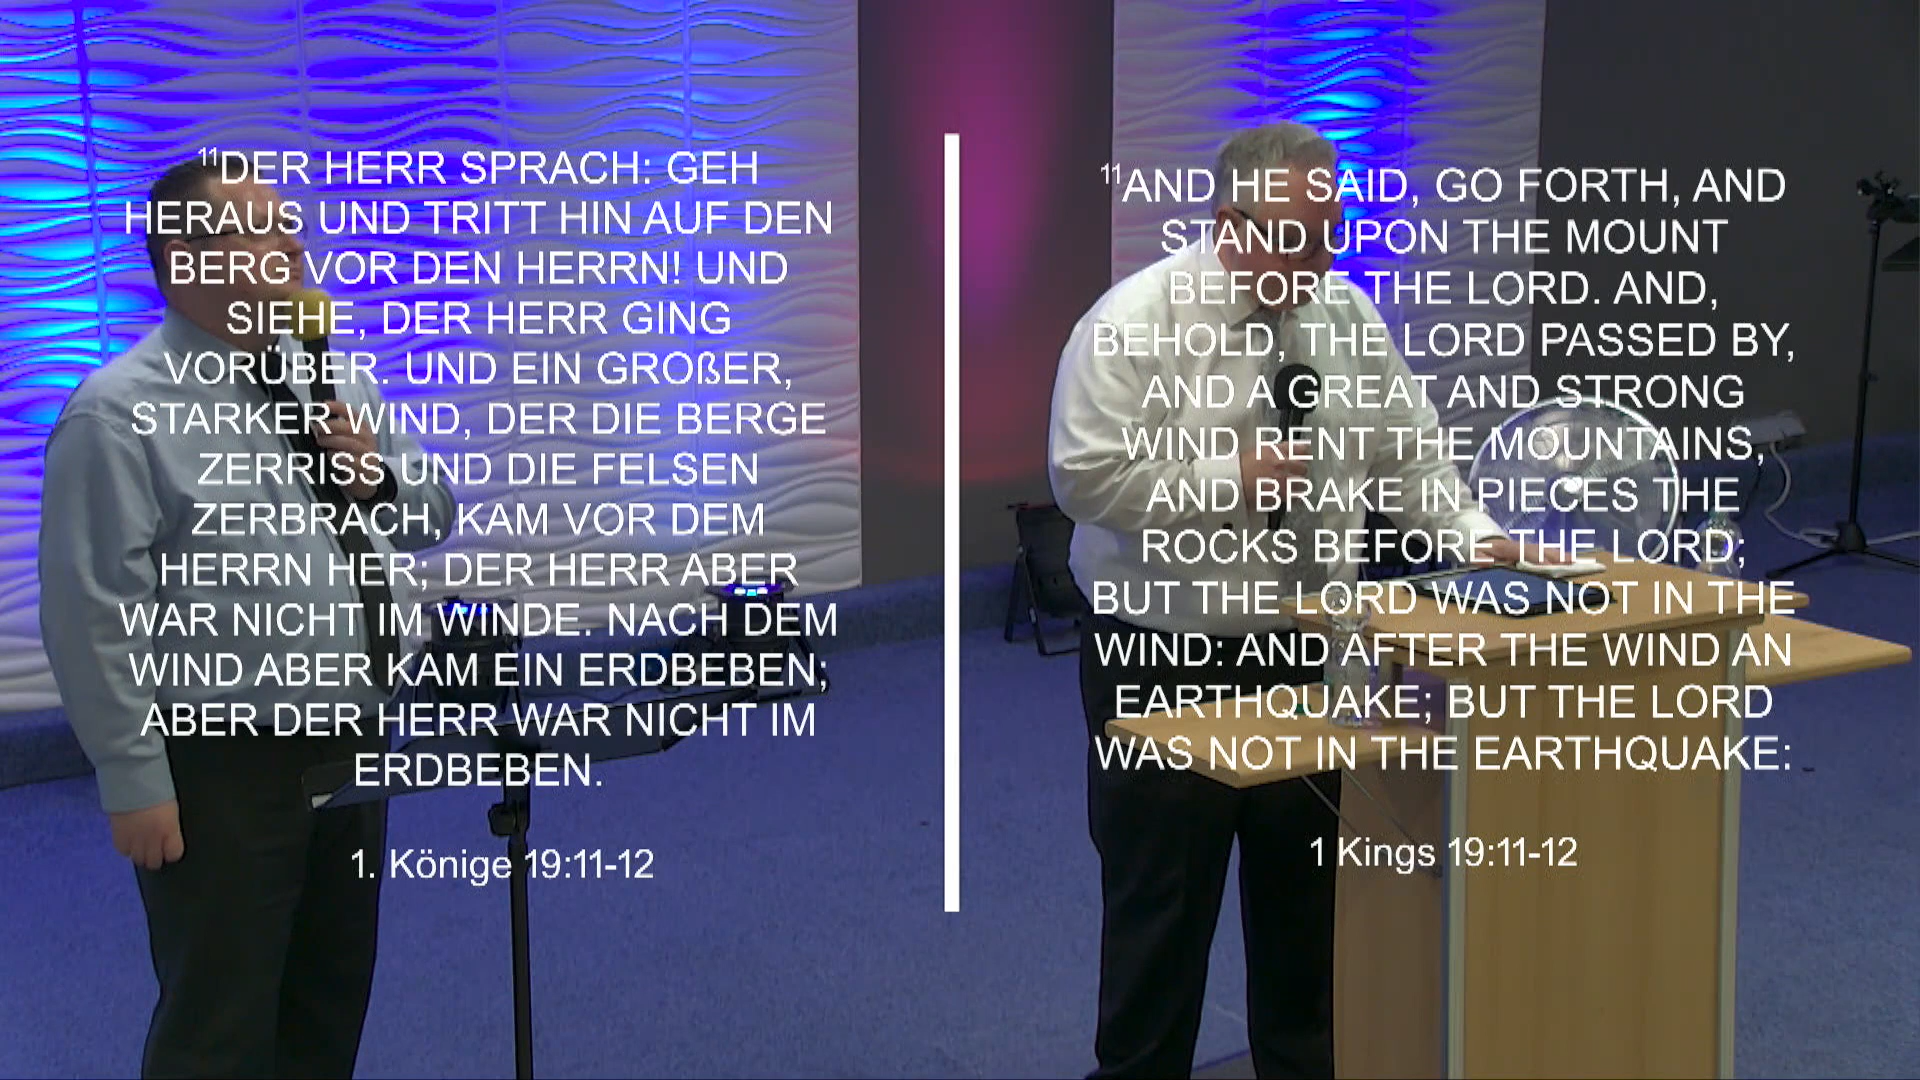 ¹¹DER HERR SPRACH: GEH
HERAUS UND TRITT HIN AUF DEN
BERG VOR DEN HERRN! UND
SIEHE, DER HERR GING
VORÜBER. UND EIN GROßER,
STARKER WIND, DER DIE BERGE
ZERRISS UND DIE FELSEN
ZERBRACH, KAM VOR DEM
HERRN HER; DER HERR ABER
WAR NICHT IM WINDE. NACH DEM
WIND ABER KAM EIN ERDBEBEN;
ABER DER HERR WAR NICHT IM
ERDBEBEN.
1. Könige 19:11-12
¹¹AND HE SAID, GO FORTH, AND
STAND UPON THE MOUNT
BEFORE THE LORD. AND,
BEHOLD, THE LORD PASSED BY,
AND A GREAT AND STRONG
WIND RENT THE MOUNTAINS,
AND BRAKE IN PIECES THE
ROCKS BEFORE THE LORD;
BUT THE LORD WAS NOT IN THE
WIND: AND AFTER THE WIND AN
EARTHQUAKE; BUT THE LORD
WAS NOT IN THE EARTHQUAKE:
1 Kings 19:11-12